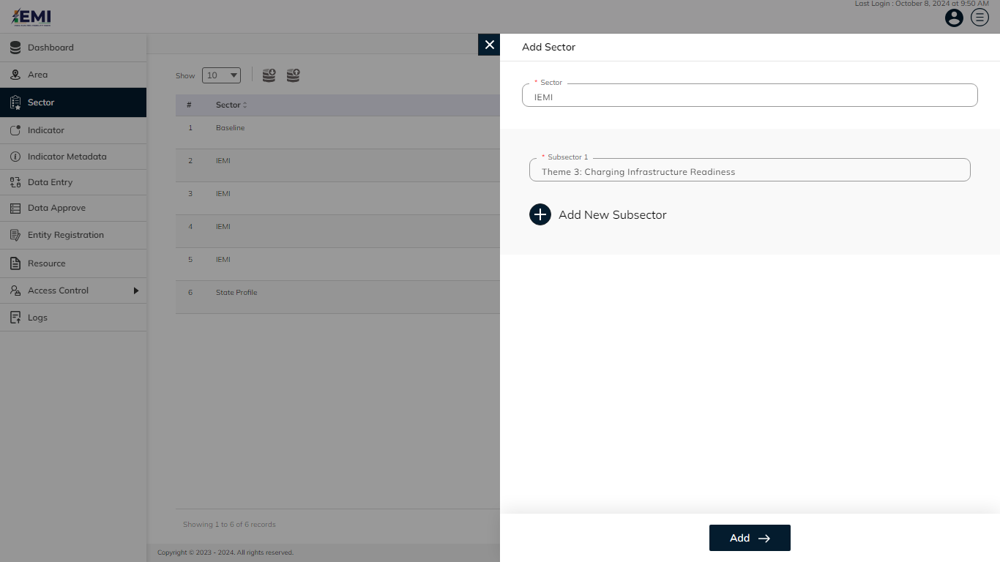 Last Login : October 8, 2024 at 9:50 AM
IEMI
Dashboard
Area
Sector
Indicator
Indicator Metadata
Data Entry
Data Approve
Entity Registration
Resource
Access Control
Logs
Show 10
# Sector
1 Baseline
2 IEMI
3 IEMI
4 IEMI
5 IEMI
6 State Profile
Showing 1 to 6 of 6 records
Copyright © 2023 - 2024. All rights reserved.
Add Sector
* Sector
IEMI
* Subsector 1
Theme 3: Charging Infrastructure Readiness
Add New Subsector
Add